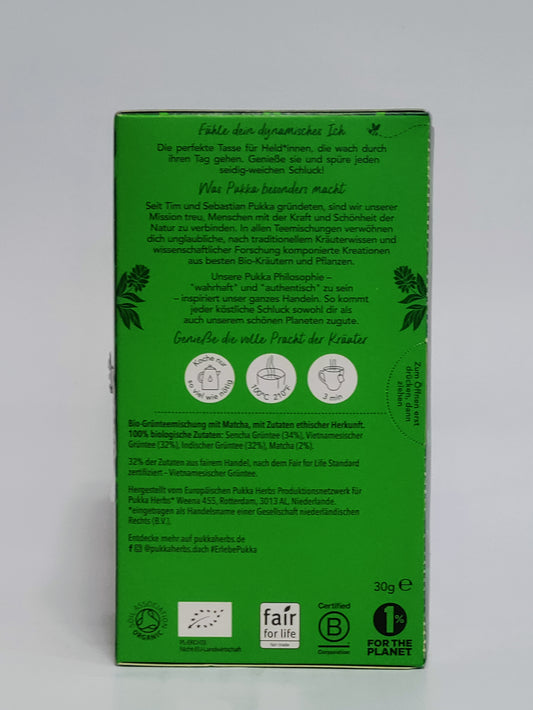 Fühle dein dynamisches Ich
Die perfekte Tasse für Held*innen, die wach durch
ihren Tag gehen. Genieße sie und spüre jeden
seidig-weichen Schluck!
Was Pukka besonders macht
Seit Tim und Sebastian Pukka gründeten, sind wir unserer
Mission treu, Menschen mit der Kraft und Schönheit der
Natur zu verbinden. In allen Teemischungen verwöhnen
dich unglaubliche, nach traditionellem Kräuterwissen und
wissenschaftlicher Forschung komponierte Kreationen
aus besten Bio-Kräutern und Pflanzen.
Unsere Pukka Philosophie –
"wahrhaft" und "authentisch" zu sein
– inspiriert unser ganzes Handeln. So kommt
jeder köstliche Schluck sowohl dir als
auch unserem schönen Planeten zugute.
Genieße die volle Pracht der Kräuter
Koche nur
so viel wie nötig
100°C 210°F
3 min
Zum Öffnen erst
drücken, dann
ziehen
Bio-Grünteemischung mit Matcha, mit Zutaten ethischer Herkunft.
100% biologische Zutaten: Sencha Grüntee (34%), Vietnamesischer
Grüntee (32%), Indischer Grüntee (32%), Matcha (2%).
32% der Zutaten aus fairem Handel, nach dem Fair for Life Standard
zertifiziert – Vietnamesischer Grüntee.
Hergestellt vom Europäischen Pukka Herbs Produktionsnetzwerk für
Pukka Herbs* Weena 455, Rotterdam, 3013 AL, Niederlande.
*eingetragen als Handelsname einer Gesellschaft niederländischen
Rechts (B.V.).
Entdecke mehr auf pukkaherbs.de
@pukkaherbs.dach #ErlebePukka
30g ℮
SOIL ASSOCIATION
ORGANIC
PL-EKO-03
Nicht-EU-Landwirtschaft
fair
for life
fair trade
Certified
B
Corporation
1%
FOR THE
PLANET